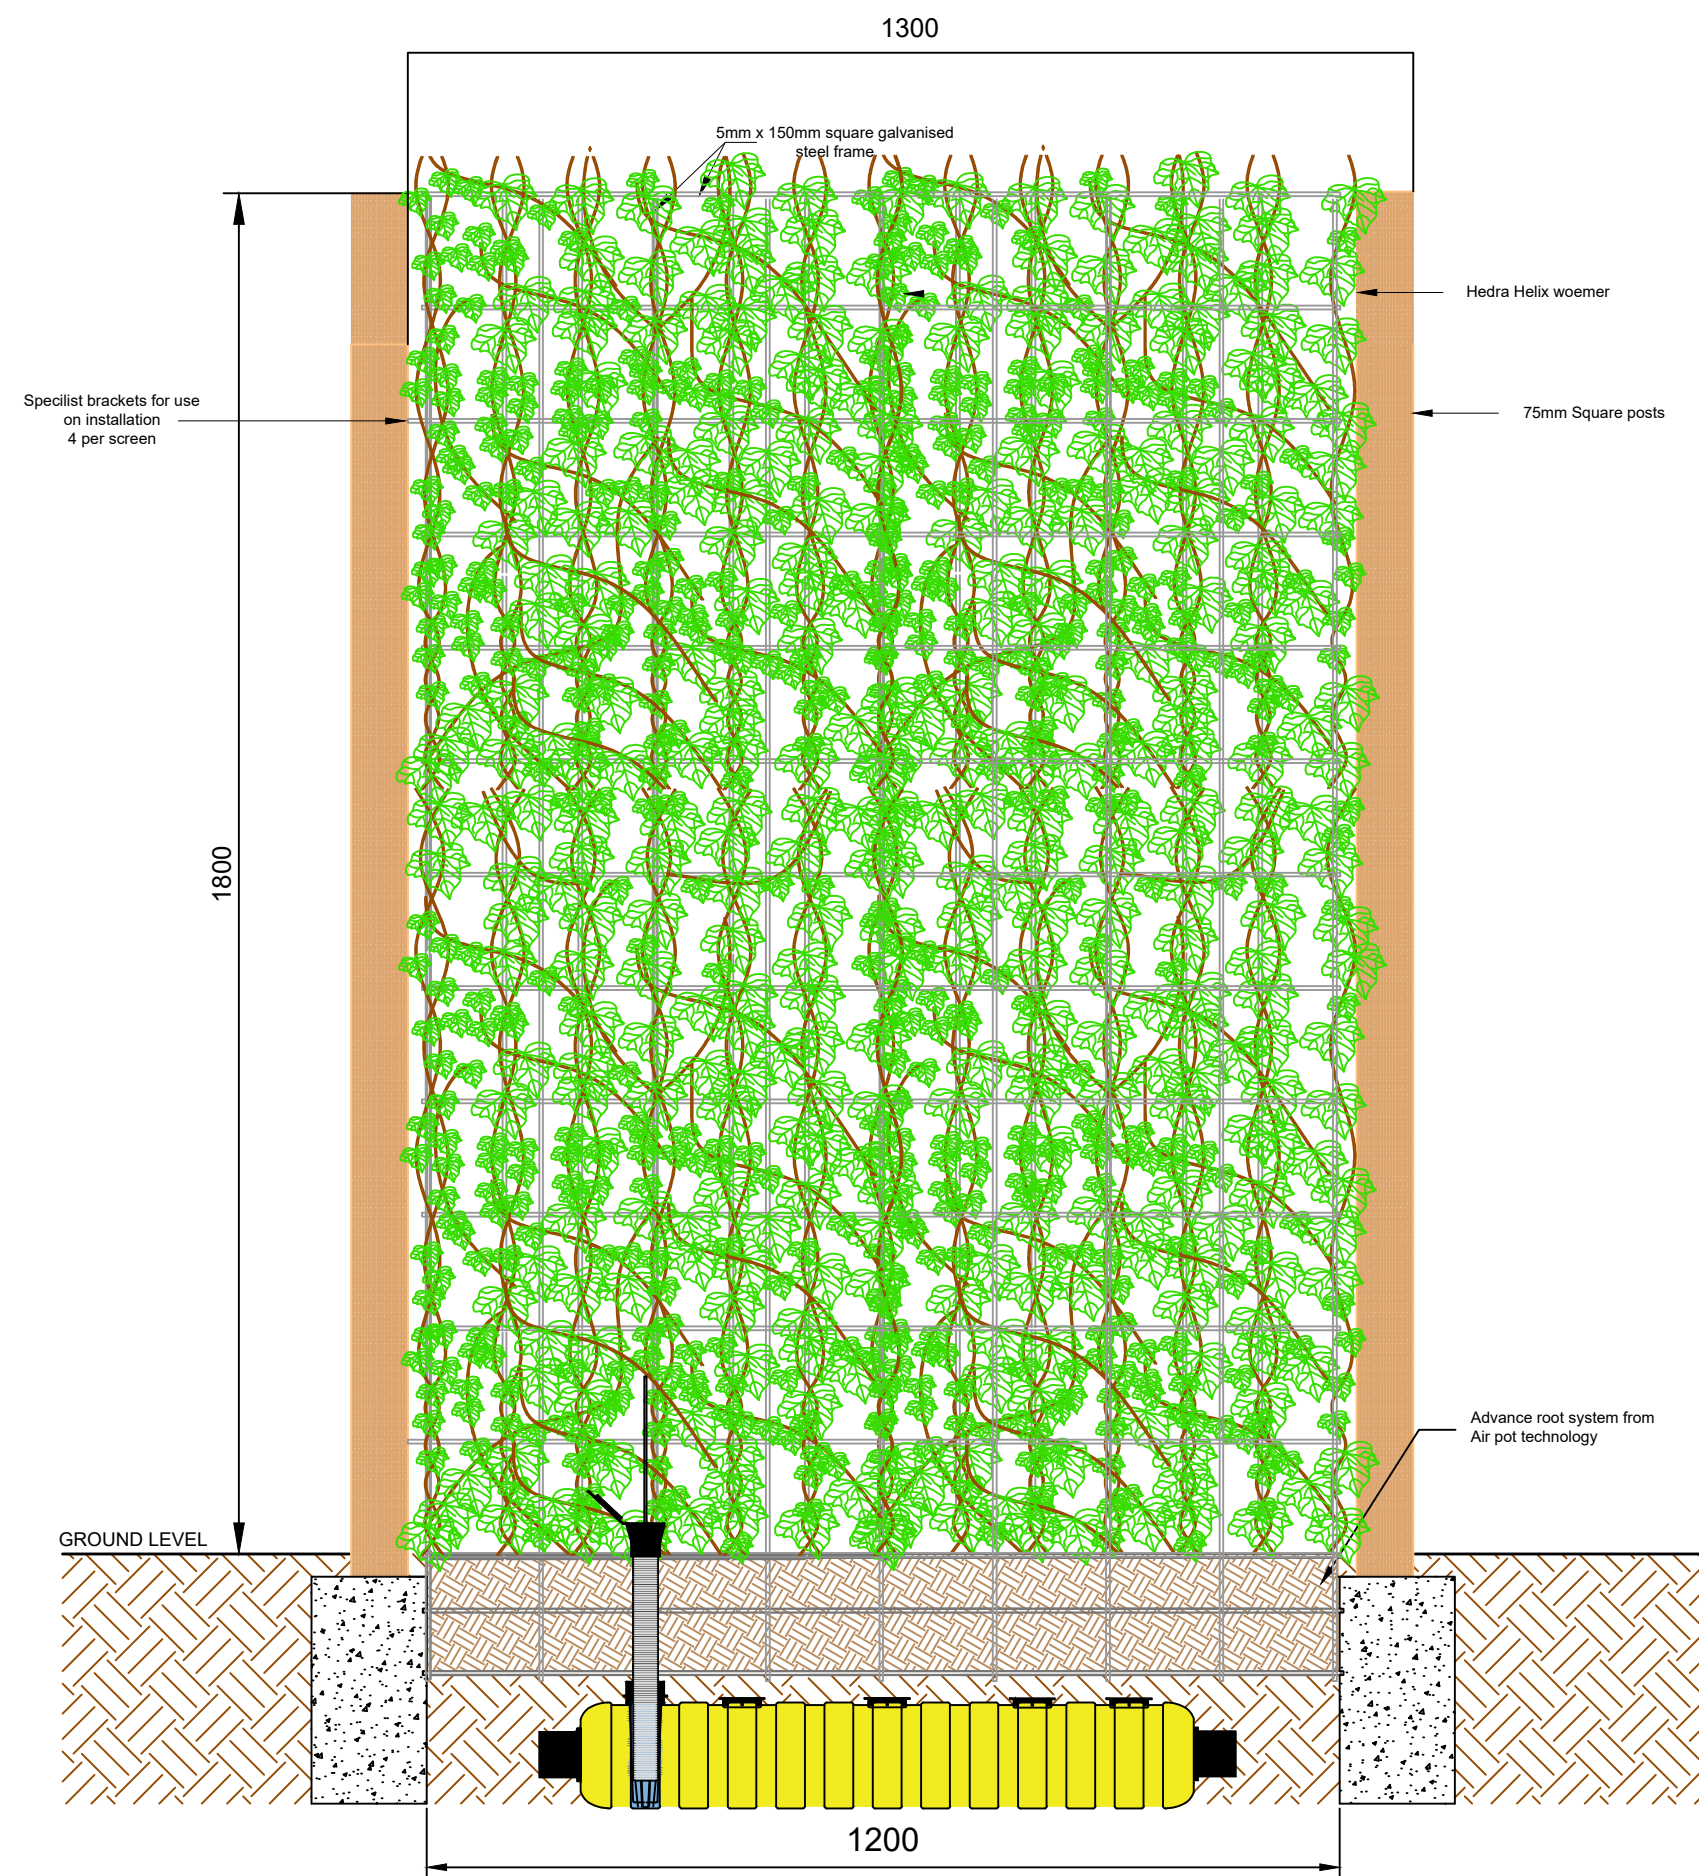 1300
5mm x 150mm square galvanised
steel frame
Hedra Helix woemer
Specilist brackets for use
on installation
4 per screen
75mm Square posts
1800
Advance root system from
Air pot technology
GROUND LEVEL
1200